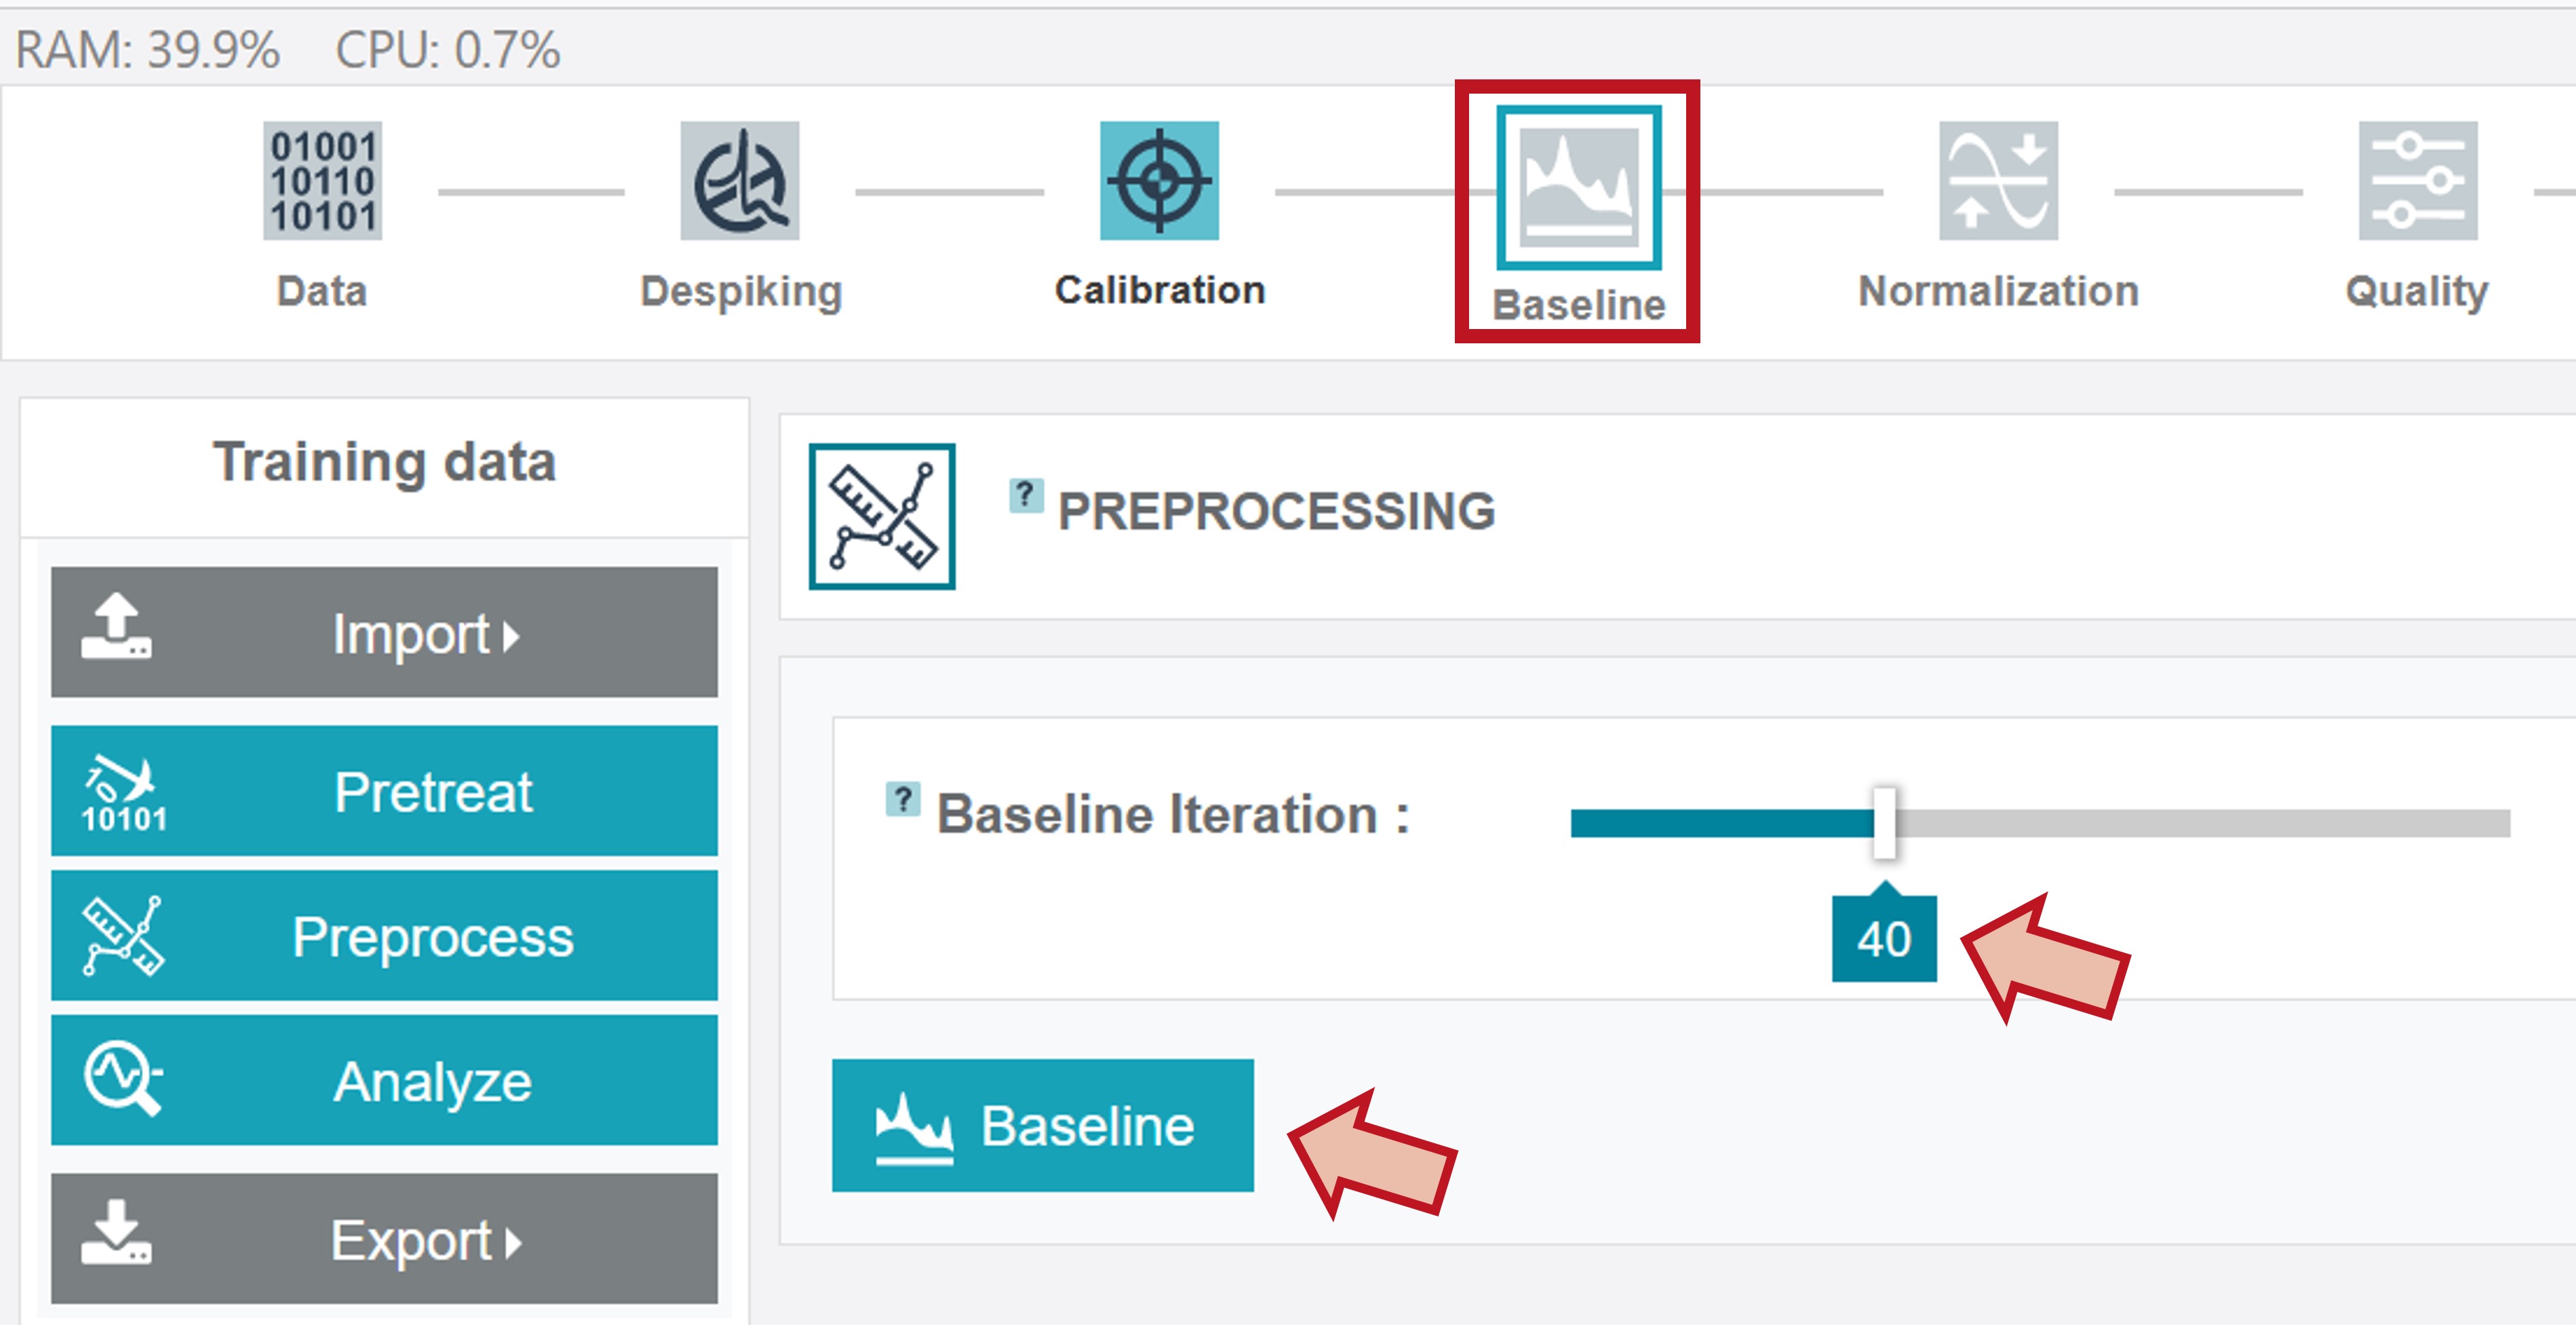 RAM: 39.9% CPU: 0.7%
01001
10110
10101
Data
Despiking
Calibration
Baseline
Normalization
Quality
Training data
? PREPROCESSING
Import
10
10101
Pretreat
Preprocess
Analyze
Export
? Baseline Iteration :
40
Baseline